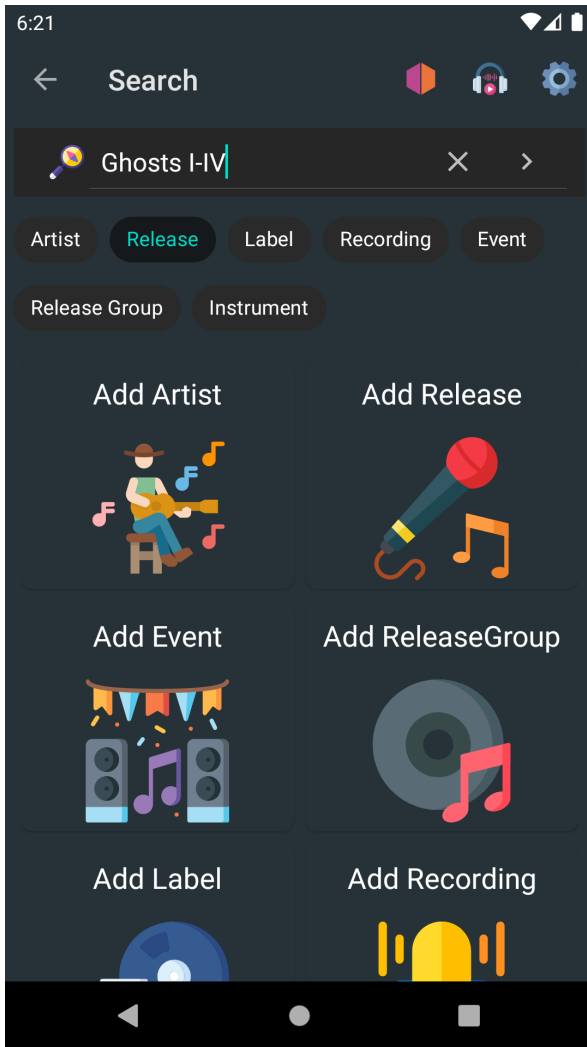 6:21
Search
Ghosts I-IV
Artist Release Label Recording Event
Release Group Instrument
Add Artist Add Release
Add Event Add ReleaseGroup
Add Label Add Recording